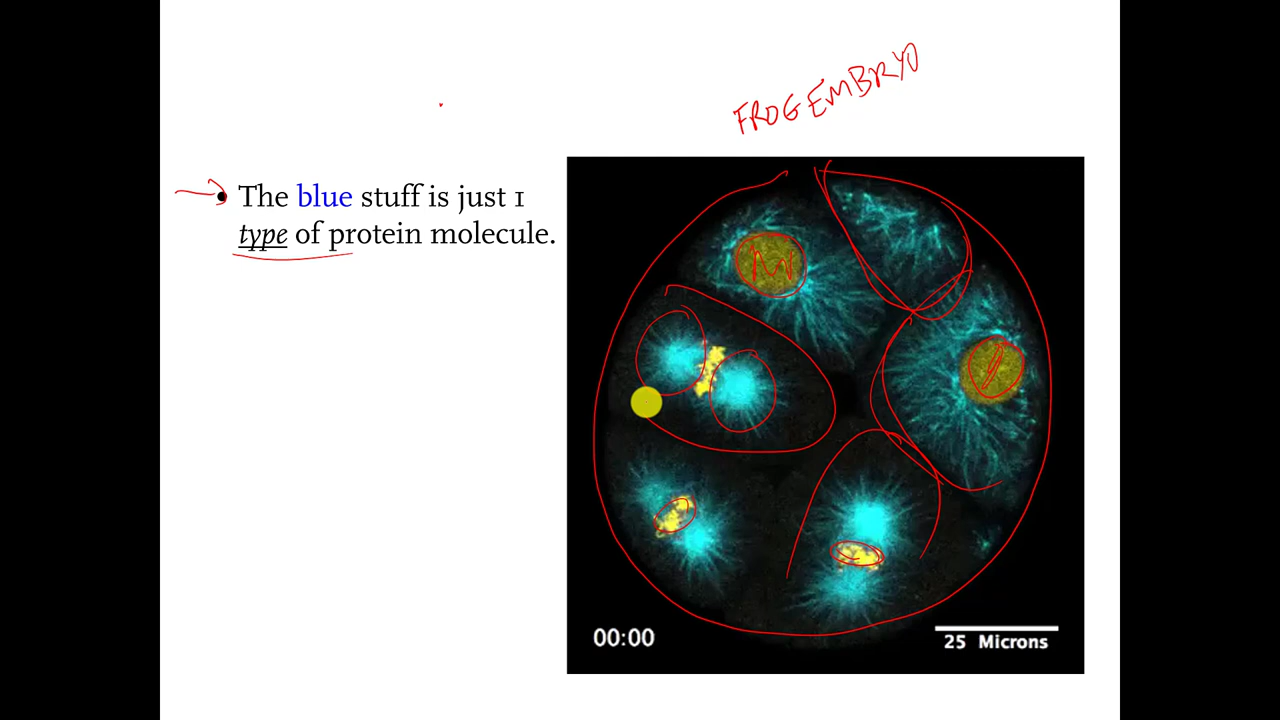 FROG EMBRYO
• The blue stuff is just 1
type of protein molecule.
00:00
25 Microns